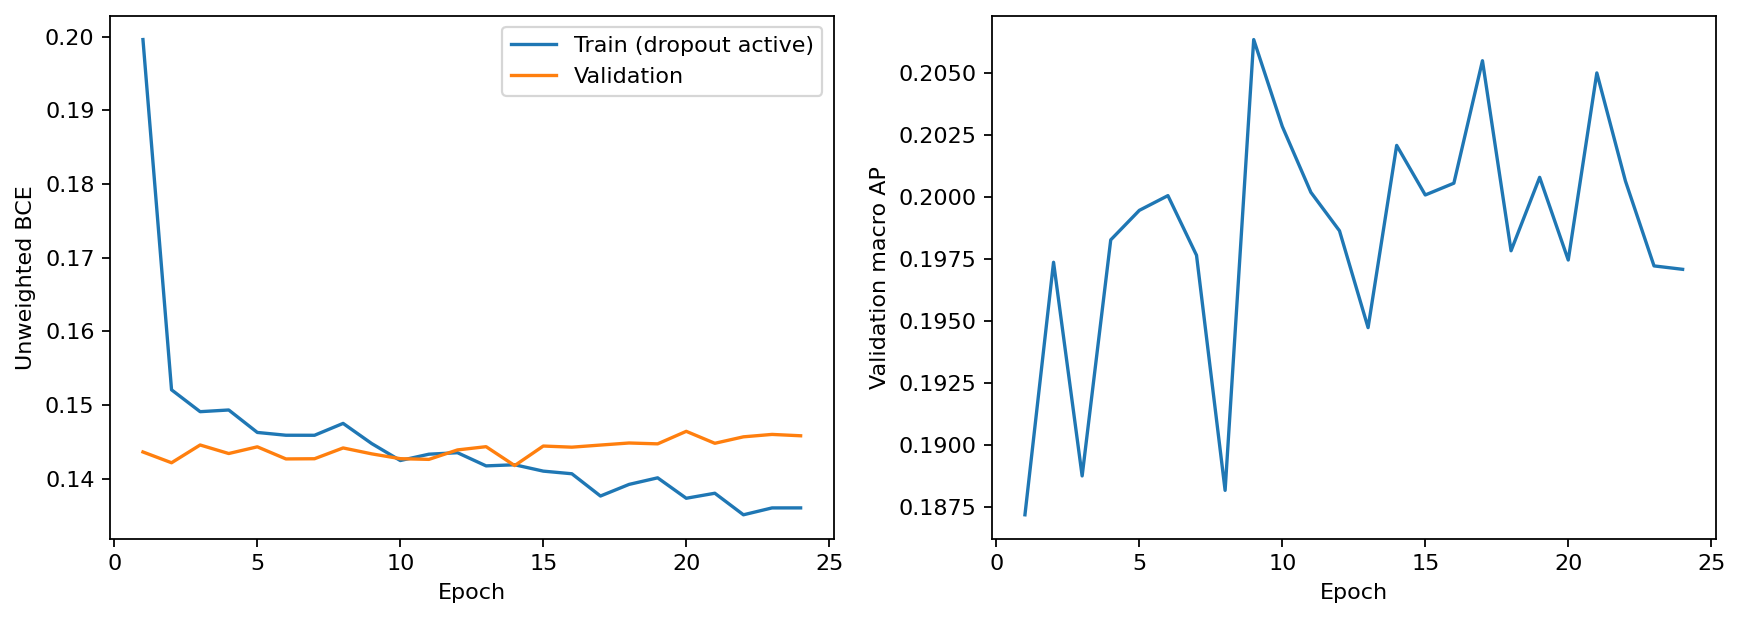 0.20
0.19
0.18
0.17
0.16
0.15
0.14
Unweighted BCE
Train (dropout active)
Validation
0 5 10 15 20 25
Epoch
0.2050
0.2025
0.2000
0.1975
0.1950
0.1925
0.1900
0.1875
Validation macro AP
0 5 10 15 20 25
Epoch